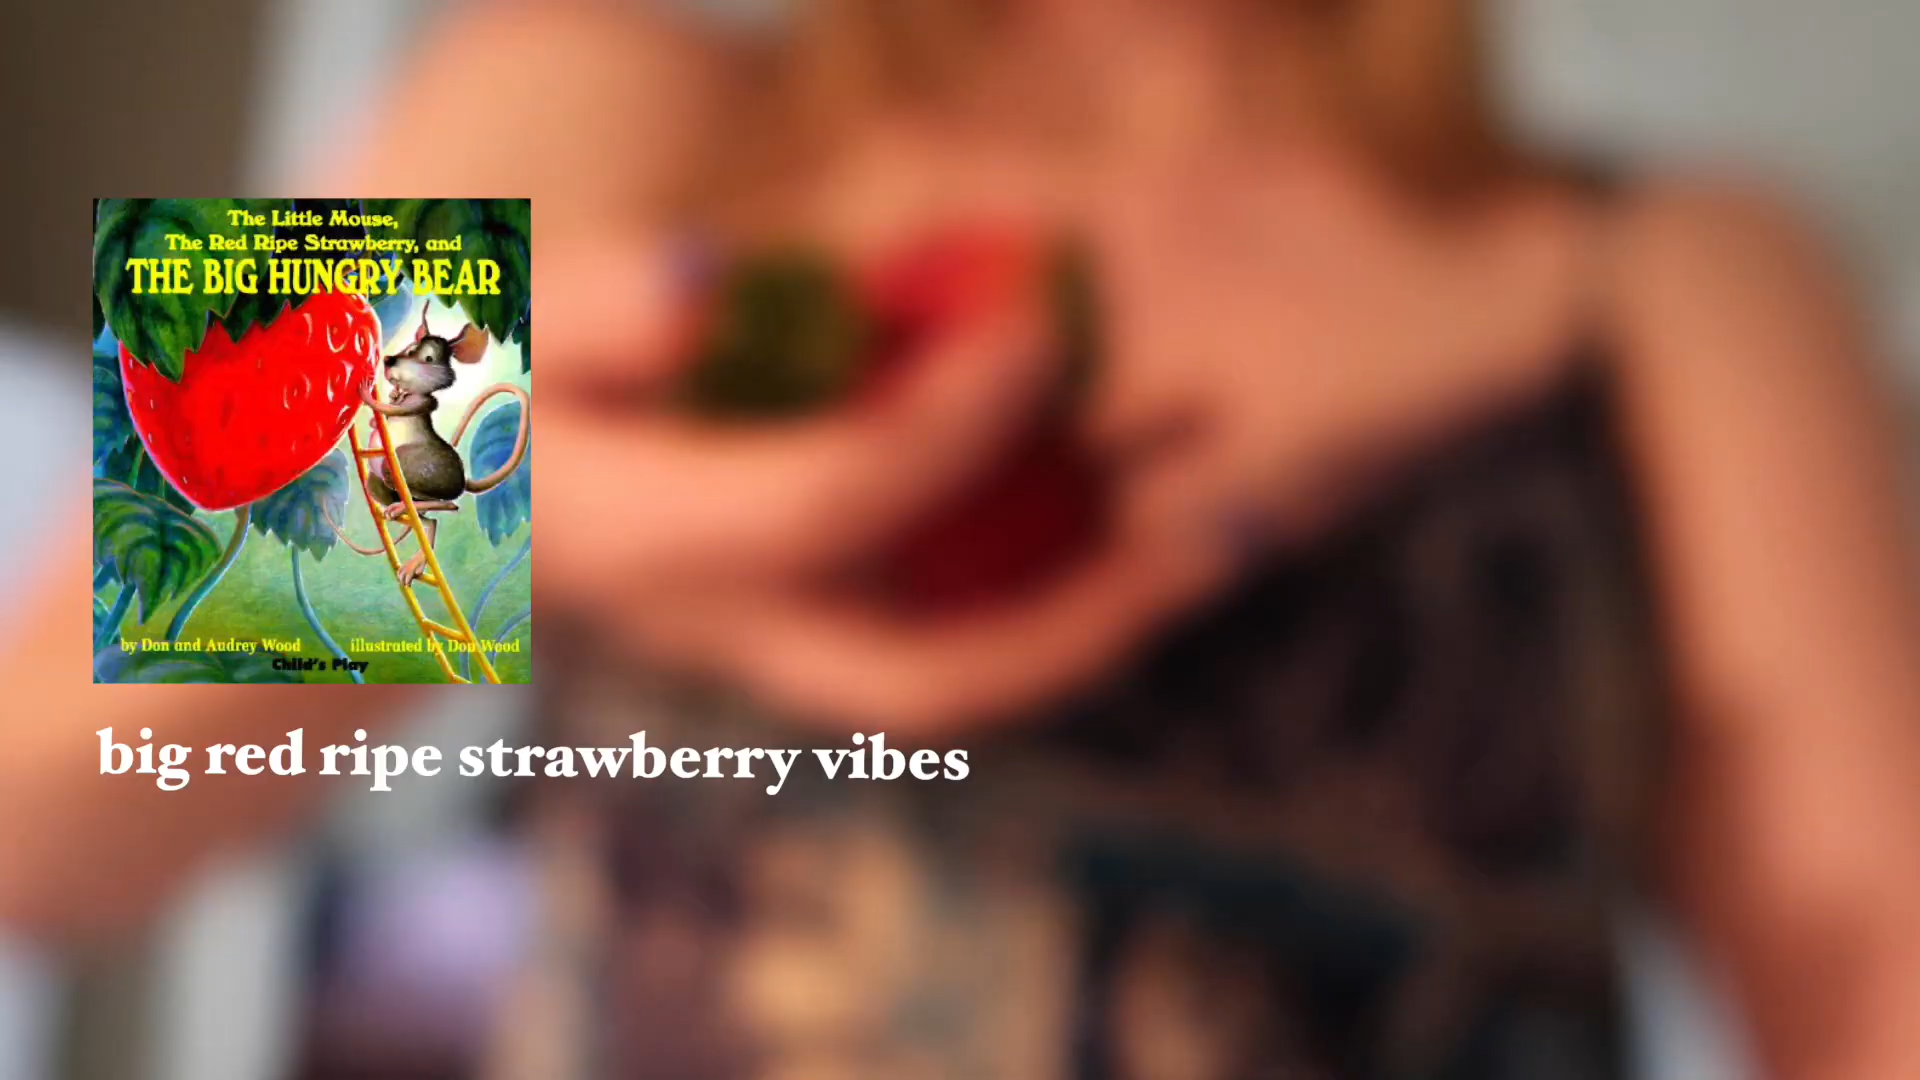 The Little Mouse,
The Red Ripe Strawberry, and
THE BIG HUNGRY BEAR
by Don and Audrey Wood
illustrated by Don Wood
Child's Play
big red ripe strawberry vibes